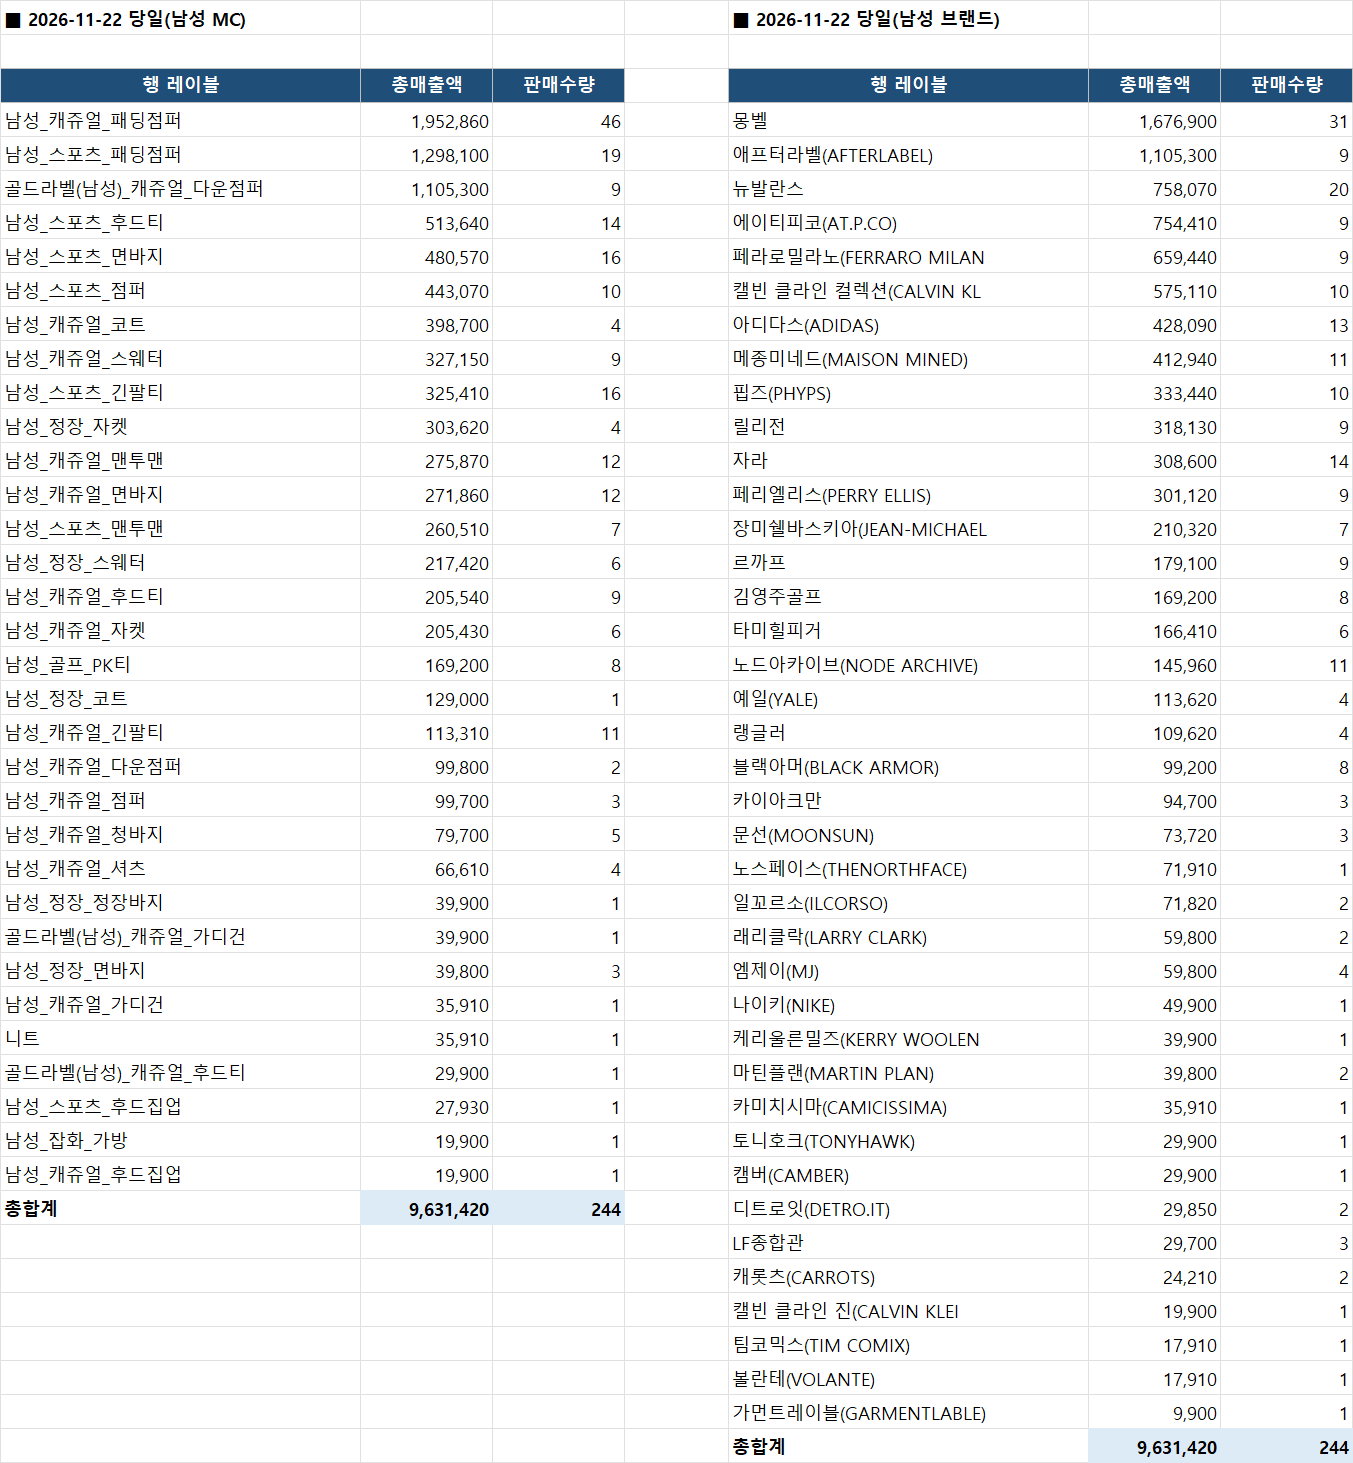 ■ 2026-11-22 당일(남성 MC)
행 레이블 총매출액 판매수량
남성_캐쥬얼_패딩점퍼 1,952,860 46
남성_스포츠_패딩점퍼 1,298,100 19
골드라벨(남성)_캐쥬얼_다운점퍼 1,105,300 9
남성_스포츠_후드티 513,640 14
남성_스포츠_면바지 480,570 16
남성_스포츠_점퍼 443,070 10
남성_캐쥬얼_코트 398,700 4
남성_캐쥬얼_스웨터 327,150 9
남성_스포츠_긴팔티 325,410 16
남성_정장_자켓 303,620 4
남성_캐쥬얼_맨투맨 275,870 12
남성_캐쥬얼_면바지 271,860 12
남성_스포츠_맨투맨 260,510 7
남성_정장_스웨터 217,420 6
남성_캐쥬얼_후드티 205,540 9
남성_캐쥬얼_자켓 205,430 6
남성_골프_PK티 169,200 8
남성_정장_코트 129,000 1
남성_캐쥬얼_긴팔티 113,310 11
남성_캐쥬얼_다운점퍼 99,800 2
남성_캐쥬얼_점퍼 99,700 3
남성_캐쥬얼_청바지 79,700 5
남성_캐쥬얼_셔츠 66,610 4
남성_정장_정장바지 39,900 1
골드라벨(남성)_캐쥬얼_가디건 39,900 1
남성_정장_면바지 39,800 3
남성_캐쥬얼_가디건 35,910 1
니트 35,910 1
골드라벨(남성)_캐쥬얼_후드티 29,900 1
남성_스포츠_후드집업 27,930 1
남성_잡화_가방 19,900 1
남성_캐쥬얼_후드집업 19,900 1
총합계 9,631,420 244
■ 2026-11-22 당일(남성 브랜드)
행 레이블 총매출액 판매수량
몽벨 1,676,900 31
애프터라벨(AFTERLABEL) 1,105,300 9
뉴발란스 758,070 20
에이티피코(AT.P.CO) 754,410 9
페라로밀라노(FERRARO MILAN 659,440 9
캘빈 클라인 컬렉션(CALVIN KL 575,110 10
아디다스(ADIDAS) 428,090 13
메종미네드(MAISON MINED) 412,940 11
핍즈(PHYPS) 333,440 10
릴리전 318,130 9
자라 308,600 14
페리엘리스(PERRY ELLIS) 301,120 9
장미쉘바스키아(JEAN-MICHAEL 210,320 7
르까프 179,100 9
김영주골프 169,200 8
타미힐피거 166,410 6
노드아카이브(NODE ARCHIVE) 145,960 11
예일(YALE) 113,620 4
랭글러 109,620 4
블랙아머(BLACK ARMOR) 99,200 8
카이아크만 94,700 3
문선(MOONSUN) 73,720 3
노스페이스(THENORTHFACE) 71,910 1
일꼬르소(ILCORSO) 71,820 2
래리클락(LARRY CLARK) 59,800 2
엠제이(MJ) 59,800 4
나이키(NIKE) 49,900 1
케리울른밀즈(KERRY WOOLEN 39,900 1
마틴플랜(MARTIN PLAN) 39,800 2
카미치시마(CAMICISSIMA) 35,910 1
토니호크(TONYHAWK) 29,900 1
캠버(CAMBER) 29,900 1
디트로잇(DETRO.IT) 29,850 2
LF종합관 29,700 3
캐롯츠(CARROTS) 24,210 2
캘빈 클라인 진(CALVIN KLEI 19,900 1
팀코믹스(TIM COMIX) 17,910 1
볼란테(VOLANTE) 17,910 1
가먼트레이블(GARMENTLABLE) 9,900 1
총합계 9,631,420 244